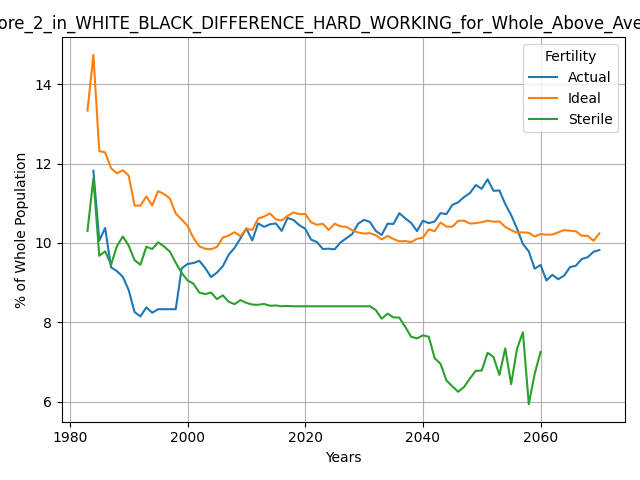 ore_2_in_WHITE_BLACK_DIFFERENCE_HARD_WORKING_for_Whole_Above_Ave
Fertility
Actual
Ideal
Sterile
% of Whole Population
14
12
10
8
6
1980
2000
2020
2040
2060
Years